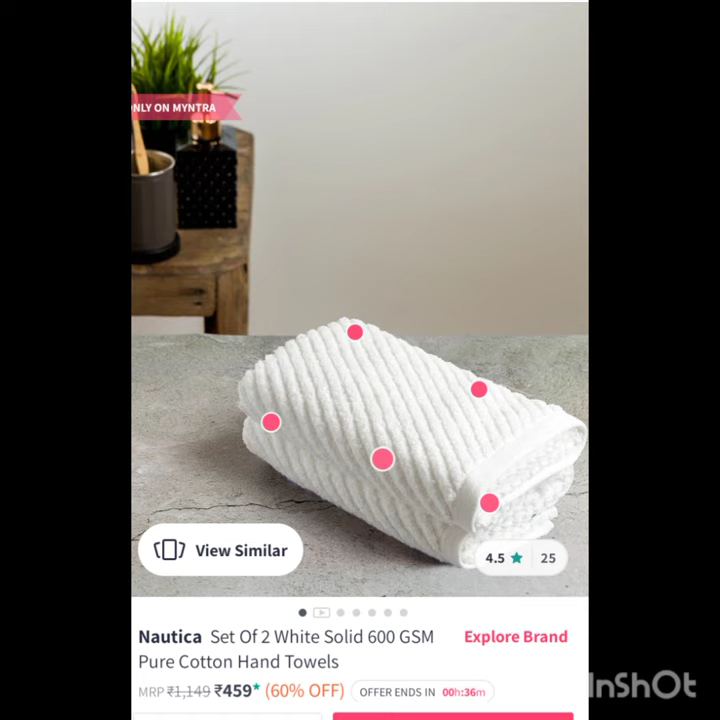 ONLY ON MYNTRA
View Similar
4.5 ★ 25
Nautica Set Of 2 White Solid 600 GSM Explore Brand
Pure Cotton Hand Towels
MRP ₹1,149 ₹459* (60% OFF) OFFER ENDS IN 00h:36m
InShOt